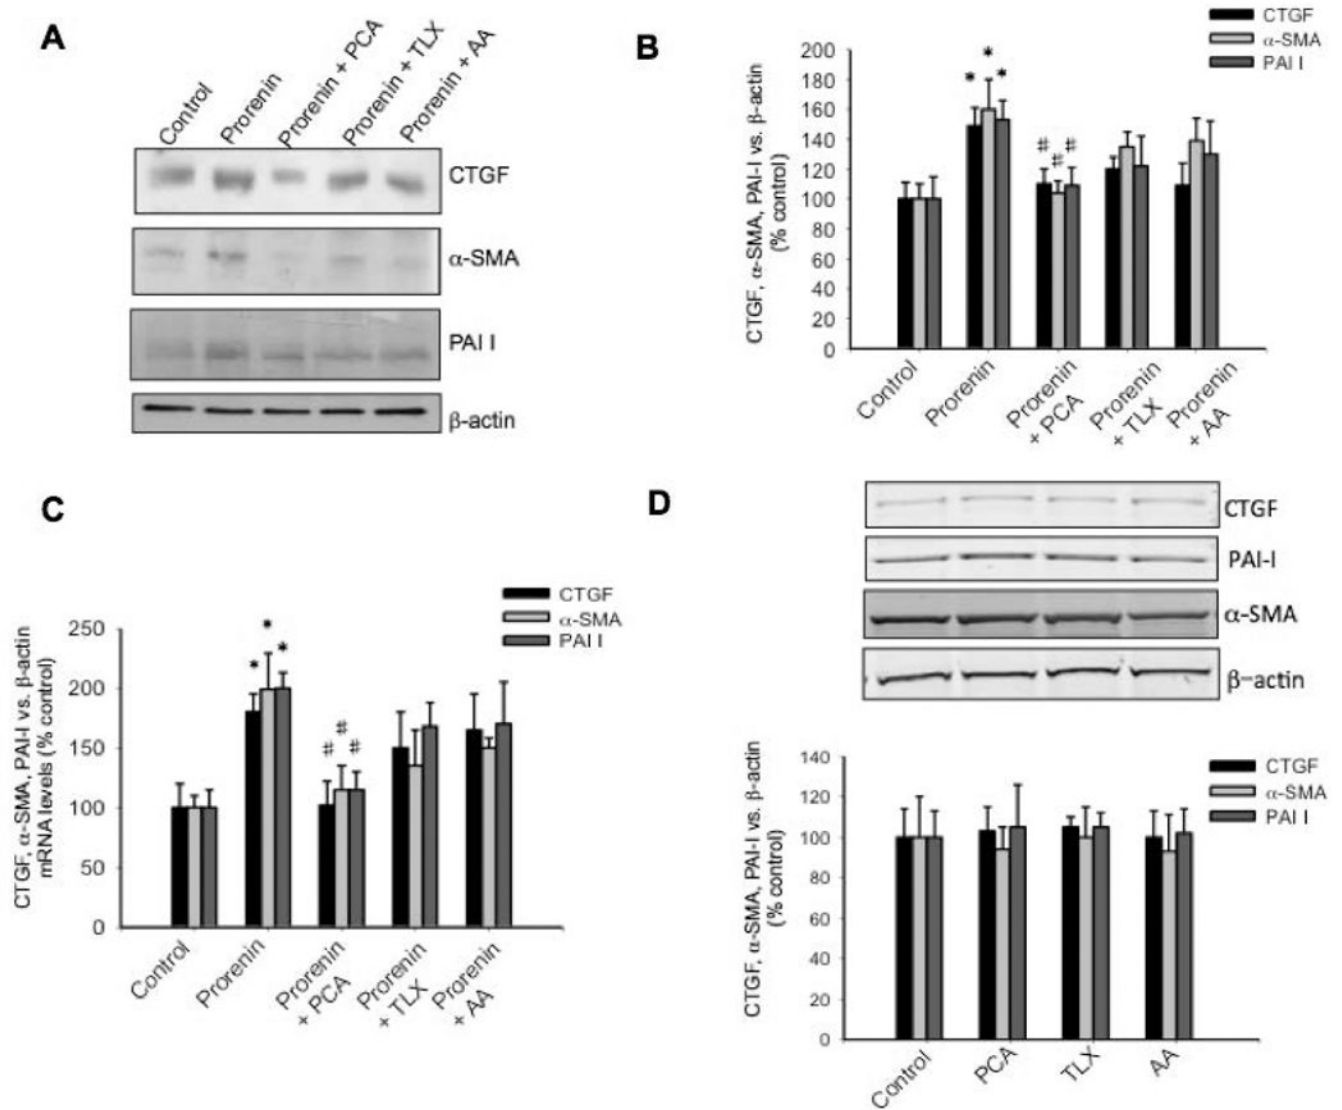 A
Control
Prorenin
Prorenin + PCA
Prorenin + TLX
Prorenin + AA
CTGF
α-SMA
PAI I
β-actin
B
CTGF
α-SMA
PAI I
CTGF, α-SMA, PAI-I vs. β-actin
(% control)
200
180
160
140
120
100
80
60
40
20
0
*
*
*
#
#
#
Control
Prorenin
Prorenin
+ PCA
Prorenin
+ TLX
Prorenin
+ AA
C
CTGF
α-SMA
PAI I
CTGF, α-SMA, PAI-I vs. β-actin
mRNA levels (% control)
250
200
150
100
50
0
*
*
*
#
#
#
Control
Prorenin
Prorenin
+ PCA
Prorenin
+ TLX
Prorenin
+ AA
D
CTGF
PAI-I
α-SMA
β-actin
CTGF
α-SMA
PAI I
CTGF, α-SMA, PAI-I vs. β-actin
(% control)
140
120
100
80
60
40
20
0
Control
PCA
TLX
AA